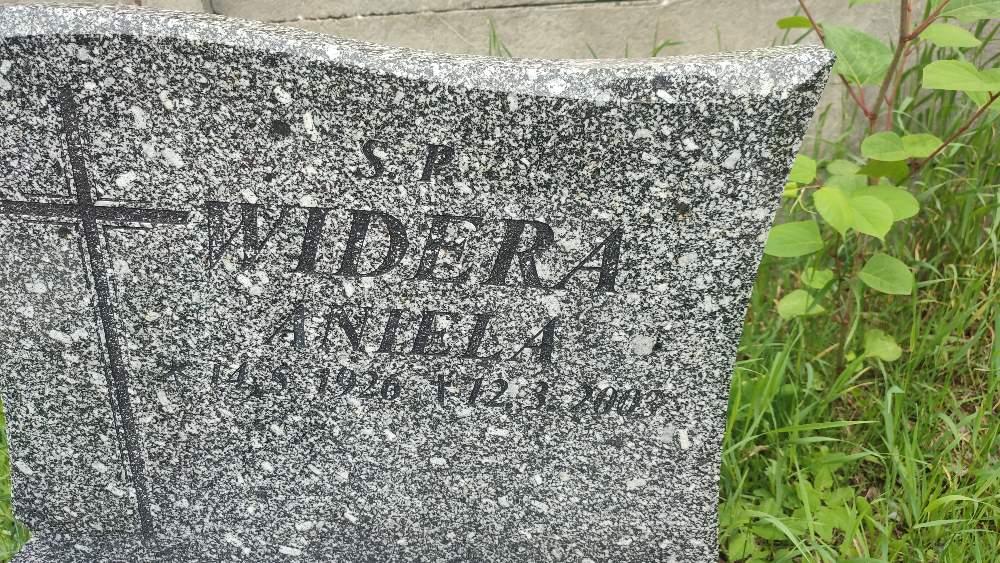 S P
WIDERA
ANIELA
* 14. 5. 1926 † 12. 3. 2003